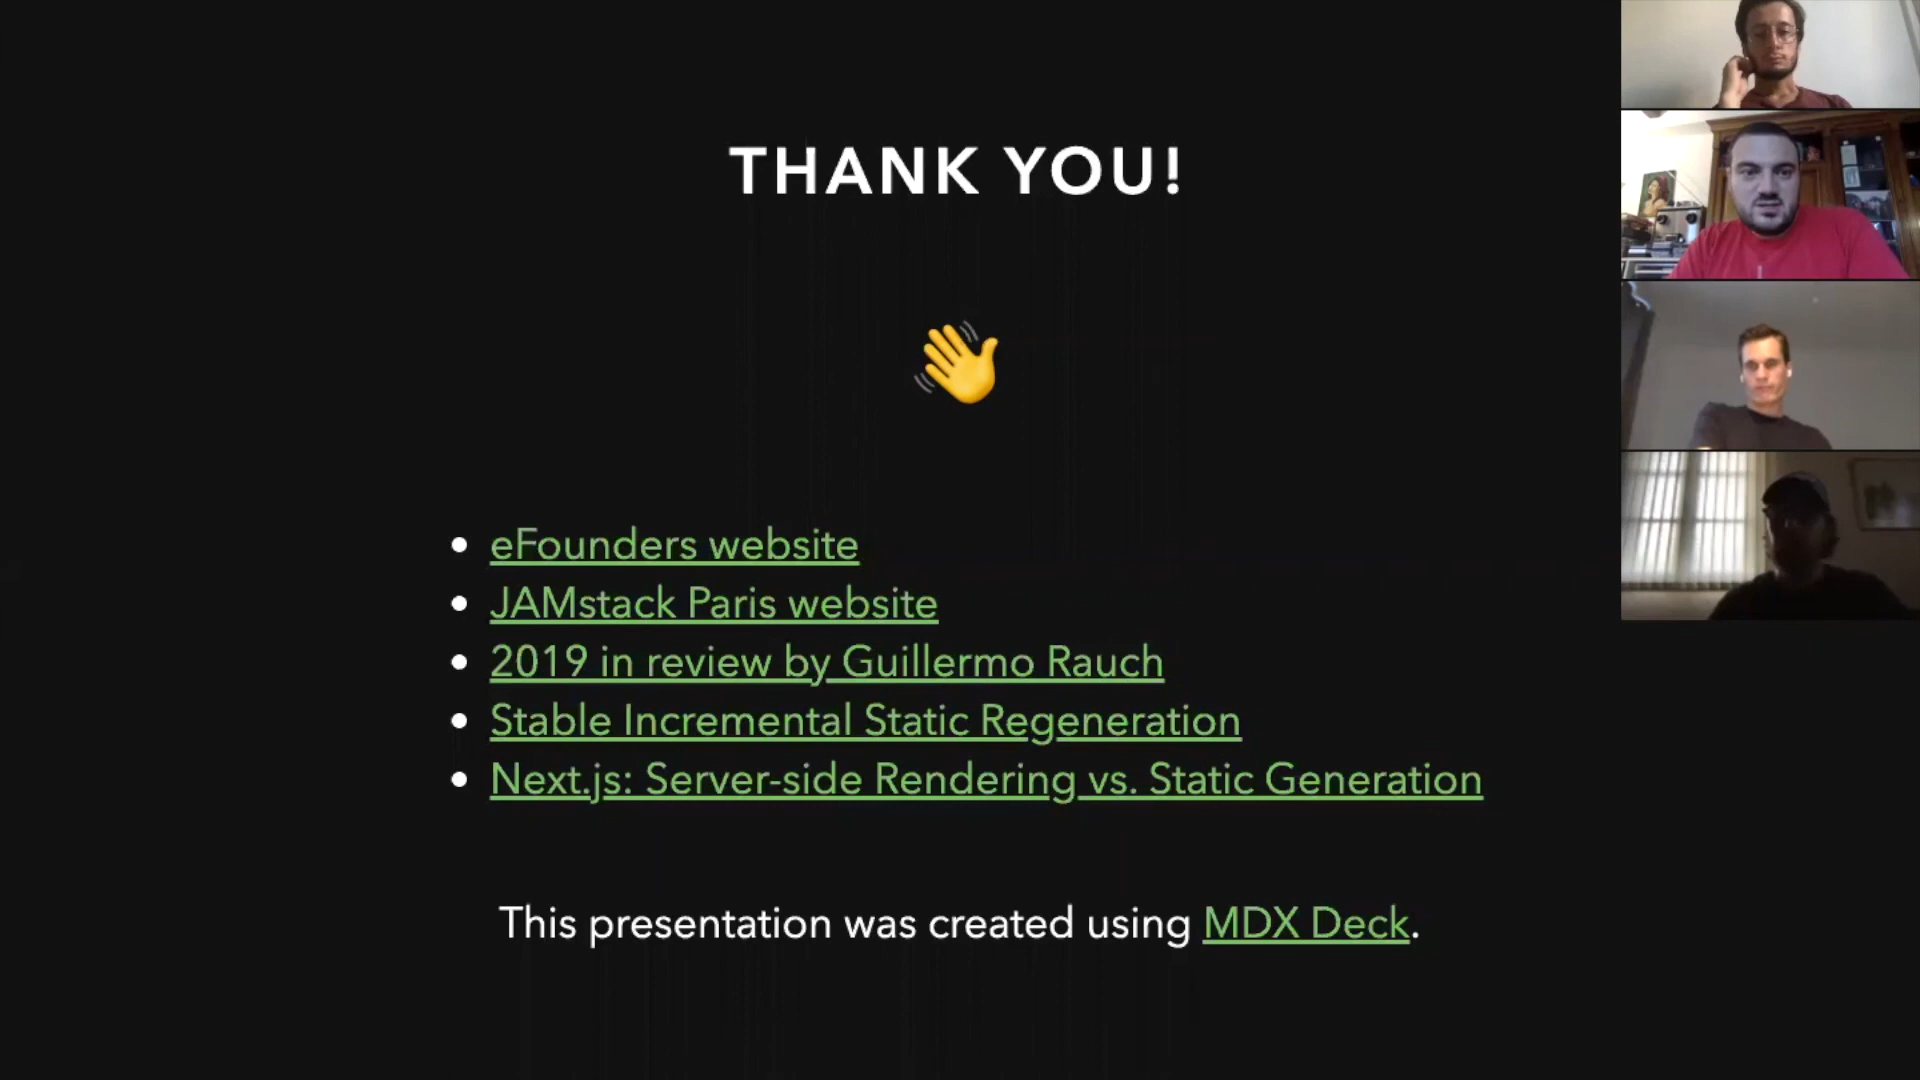 THANK YOU!
eFounders website
JAMstack Paris website
2019 in review by Guillermo Rauch
Stable Incremental Static Regeneration
Next.js: Server-side Rendering vs. Static Generation
This presentation was created using MDX Deck.